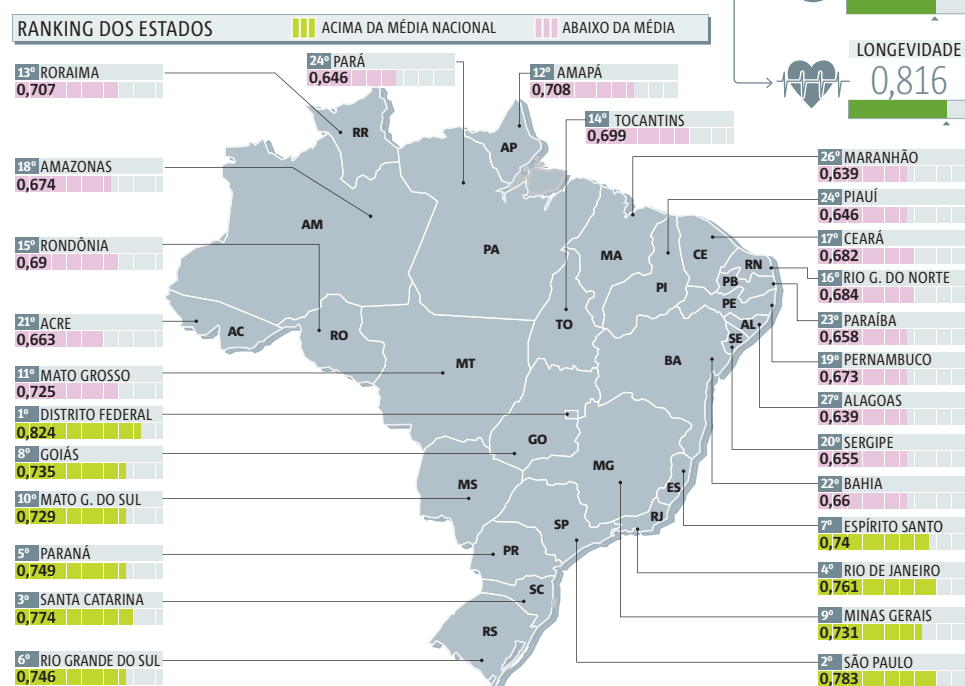 RANKING DOS ESTADOS
ACIMA DA MÉDIA NACIONAL
ABAIXO DA MÉDIA
LONGEVIDADE
0,816
13º RORAIMA
0,707
24º PARÁ
0,646
12º AMAPÁ
0,708
14º TOCANTINS
0,699
18º AMAZONAS
0,674
15º RONDÔNIA
0,69
21º ACRE
0,663
11º MATO GROSSO
0,725
1º DISTRITO FEDERAL
0,824
8º GOIÁS
0,735
10º MATO G. DO SUL
0,729
5º PARANÁ
0,749
3º SANTA CATARINA
0,774
6º RIO GRANDE DO SUL
0,746
26º MARANHÃO
0,639
24º PIAUÍ
0,646
17º CEARÁ
0,682
16º RIO G. DO NORTE
0,684
23º PARAÍBA
0,658
19º PERNAMBUCO
0,673
27º ALAGOAS
0,639
20º SERGIPE
0,655
22º BAHIA
0,66
7º ESPÍRITO SANTO
0,74
4º RIO DE JANEIRO
0,761
9º MINAS GERAIS
0,731
2º SÃO PAULO
0,783
RR
AP
AM
PA
MA
CE
RN
PI
PB
PE
AC
RO
TO
AL
SE
MT
BA
GO
MG
MS
ES
SP
RJ
PR
SC
RS